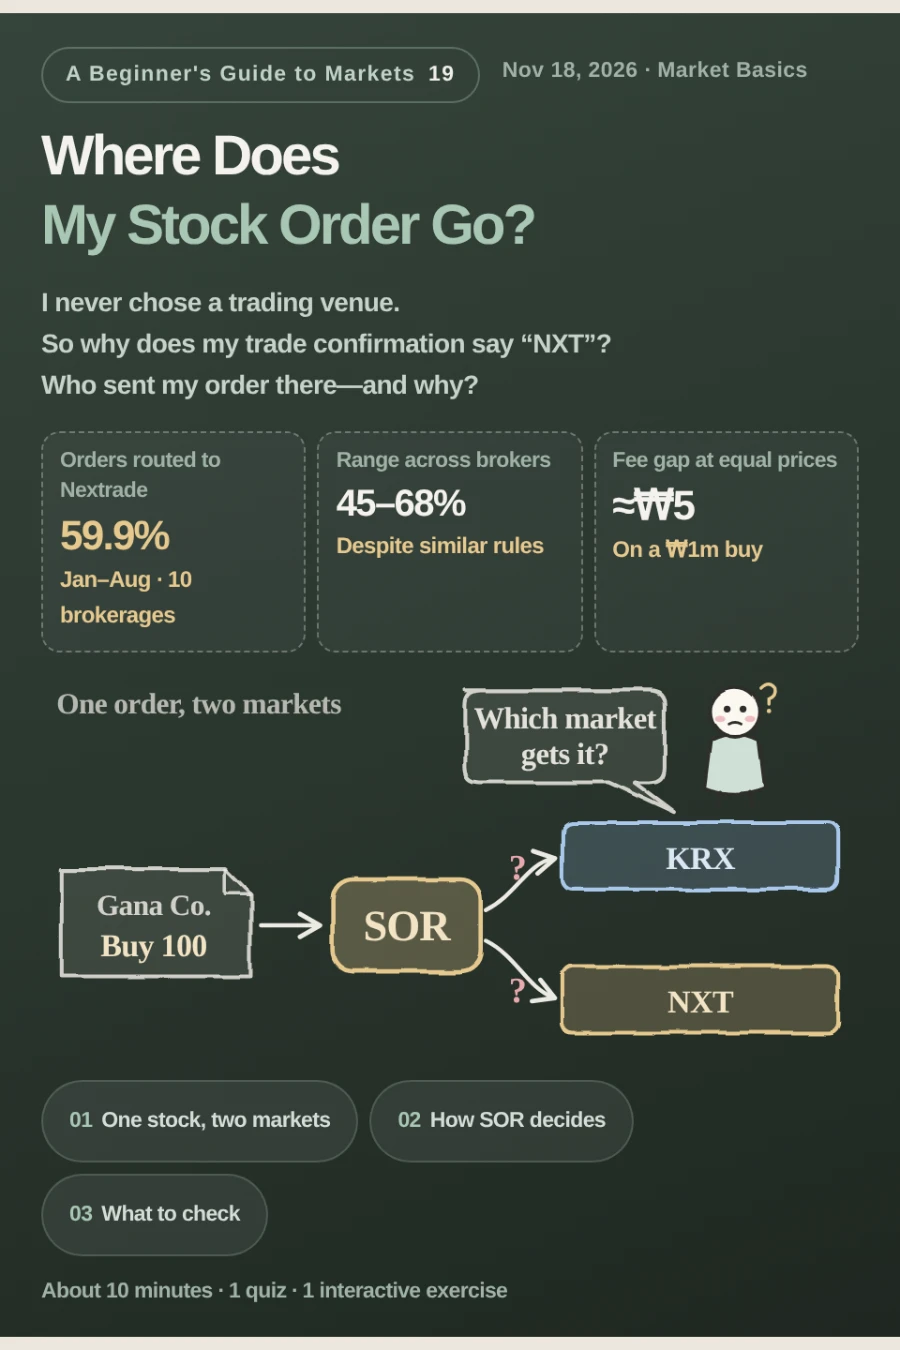 A Beginner's Guide to Markets 19
Nov 18, 2026 · Market Basics
Where Does
My Stock Order Go?
I never chose a trading venue.
So why does my trade confirmation say “NXT”?
Who sent my order there—and why?
Orders routed to
Nextrade
59.9%
Jan–Aug · 10
brokerages
Range across brokers
45–68%
Despite similar rules
Fee gap at equal prices
≈₩5
On a ₩1m buy
One order, two markets
Which market
gets it?
?
KRX
?
Gana Co.
Buy 100
SOR
?
NXT
01 One stock, two markets
02 How SOR decides
03 What to check
About 10 minutes · 1 quiz · 1 interactive exercise